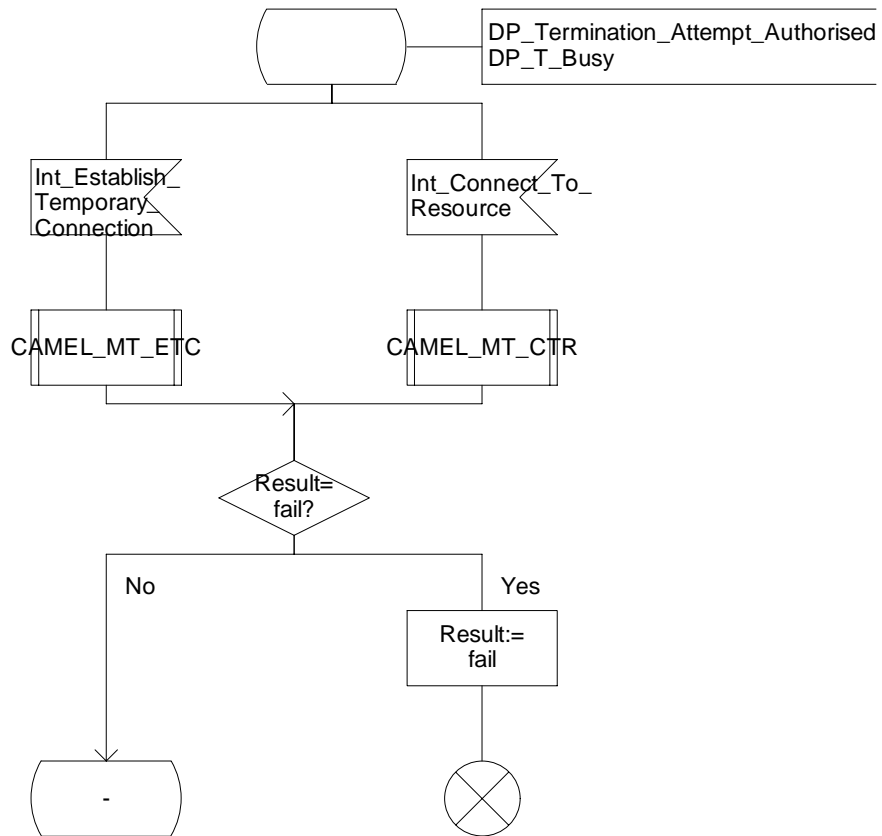 DP_Termination_Attempt_Authorised
DP_T_Busy
Int_Establish_
Temporary_
Connection
Int_Connect_To_
Resource
CAMEL_MT_ETC
CAMEL_MT_CTR
Result=
fail?
No
Yes
Result:=
fail
-